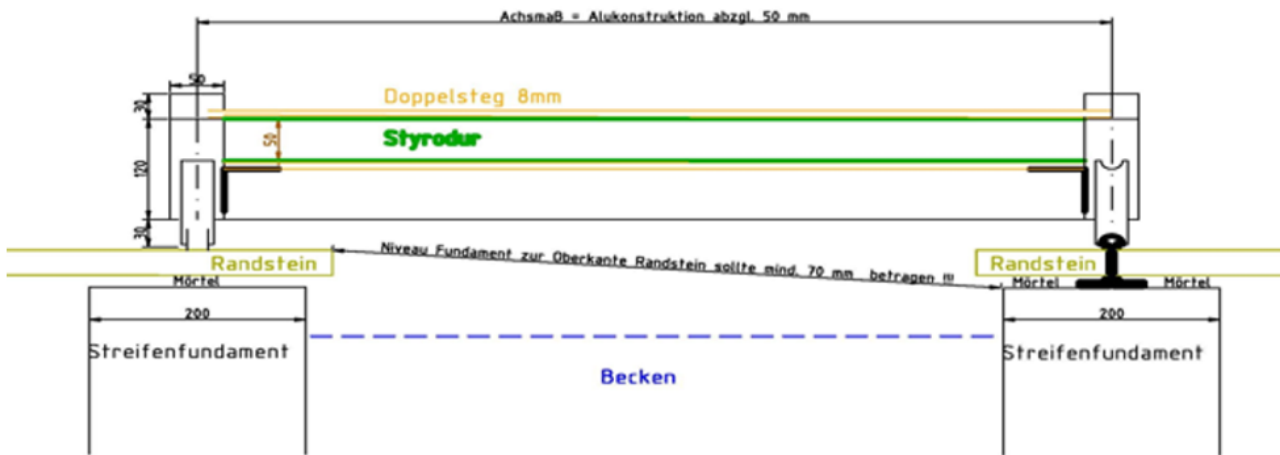 Achsmaß = Alukonstruktion abzgl. 50 mm
50
30
Doppelsteg 8mm
50
Styrodur
120
30
Niveau Fundament zur Oberkante Randstein sollte mind. 70 mm betragen !!!
Randstein
Randstein
Mörtel
Mörtel
Mörtel
200
200
Streifenfundament
Streifenfundament
Becken